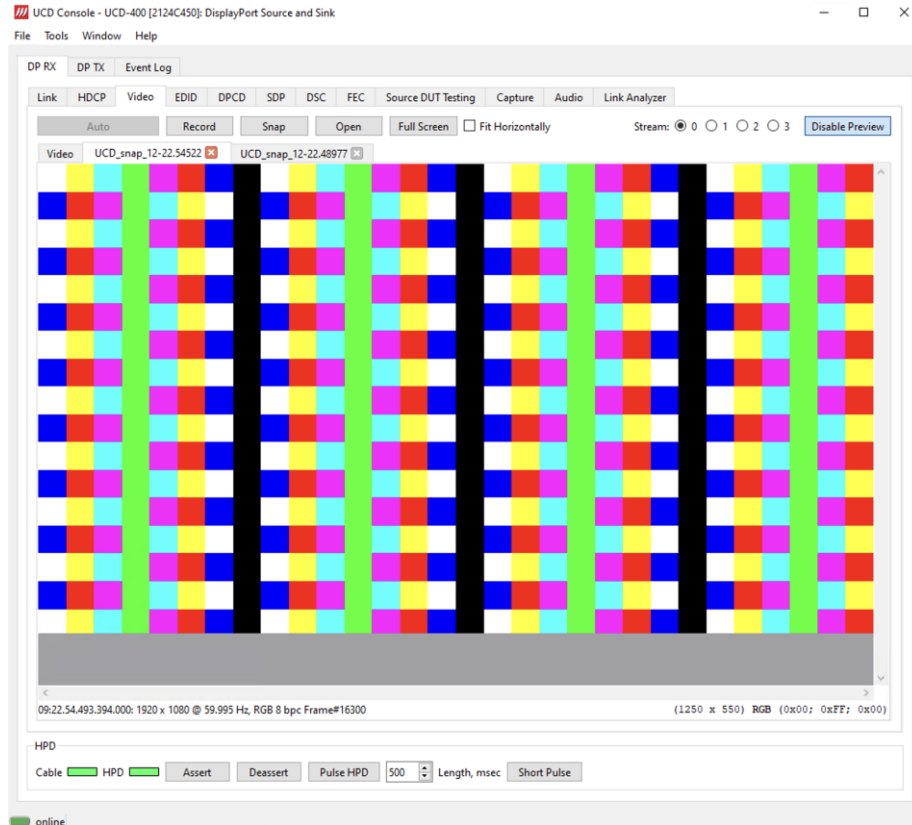 UCD Console - UCD-400 [2124C450]: DisplayPort Source and Sink
File Tools Window Help
DP RX DP TX Event Log
Link HDCP Video EDID DPCD SDP DSC FEC Source DUT Testing Capture Audio Link Analyzer
Auto Record Snap Open Full Screen Fit Horizontally Stream: 0 1 2 3 Disable Preview
Video UCD_snap_12-22.54522 UCD_snap_12-22.48977
09:22.54.493.394.000: 1920 x 1080 @ 59.995 Hz, RGB 8 bpc Frame#16300 (1250 x 550) RGB (0x00; 0xFF; 0x00)
HPD
Cable HPD Assert Deassert Pulse HPD 500 Length, msec Short Pulse
online